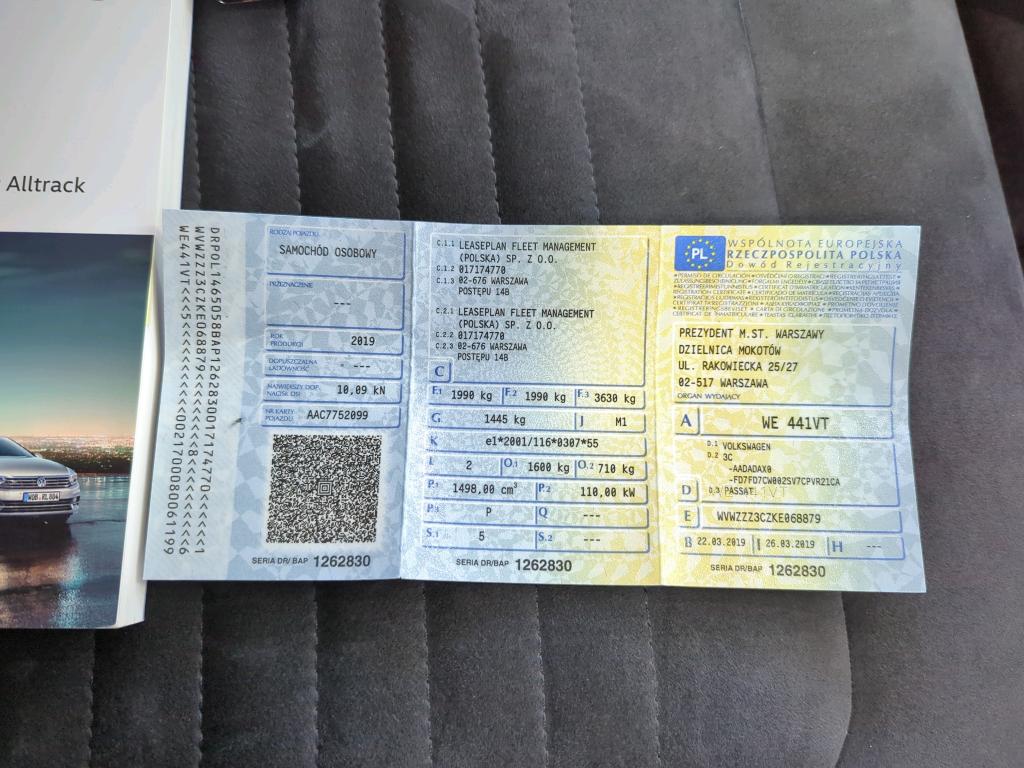 Alltrack
WOB RL804
DRPOL14650588BAP1262830017174770<<<<<<1
WVWZZZ3CZKE068879<<<<<<<<<<<<8<<<<<<<<6
WE441VT<<<<5<<<<<<<<<<<0021700080061199
RODZAJ POJAZDU
SAMOCHÓD OSOBOWY
PRZEZNACZENIE
---
ROK PRODUKCJI
2019
DOPUSZCZALNA ŁADOWNOŚĆ
---
NAJWIĘKSZY DOP. NACISK OSI
10,09 kN
NR KARTY POJAZDU
AAC7752099
SERIA DR/BAP 1262830
C.1.1 LEASEPLAN FLEET MANAGEMENT
(POLSKA) SP. Z O.O.
C.1.2 017174770
C.1.3 02-676 WARSZAWA
POSTĘPU 14B
C.2.1 LEASEPLAN FLEET MANAGEMENT
(POLSKA) SP. Z O.O.
C.2.2 017174770
C.2.3 02-676 WARSZAWA
POSTĘPU 14B
C
F.1 1990 kg F.2 1990 kg F.3 3630 kg
G 1445 kg J M1
K e1*2001/116*0307*55
L 2 O.1 1600 kg O.2 710 kg
P.1 1498,00 cm³ P.2 110,00 kW
P.3 P Q ---
S.1 5 S.2 ---
SERIA DR/BAP 1262830
PL
WSPÓLNOTA EUROPEJSKA
RZECZPOSPOLITA POLSKA
Dowód Rejestracyjny
PREZYDENT M.ST. WARSZAWY
DZIELNICA MOKOTÓW
UL. RAKOWIECKA 25/27
02-517 WARSZAWA
ORGAN WYDAJĄCY
A WE 441VT
D.1 VOLKSWAGEN
D.2 3C
-AADADAX0
-FD7FD7CW002SV7CPVR21CA
D D.3 PASSAT
E WVWZZZ3CZKE068879
B 22.03.2019 I 26.03.2019 H ---
SERIA DR/BAP 1262830